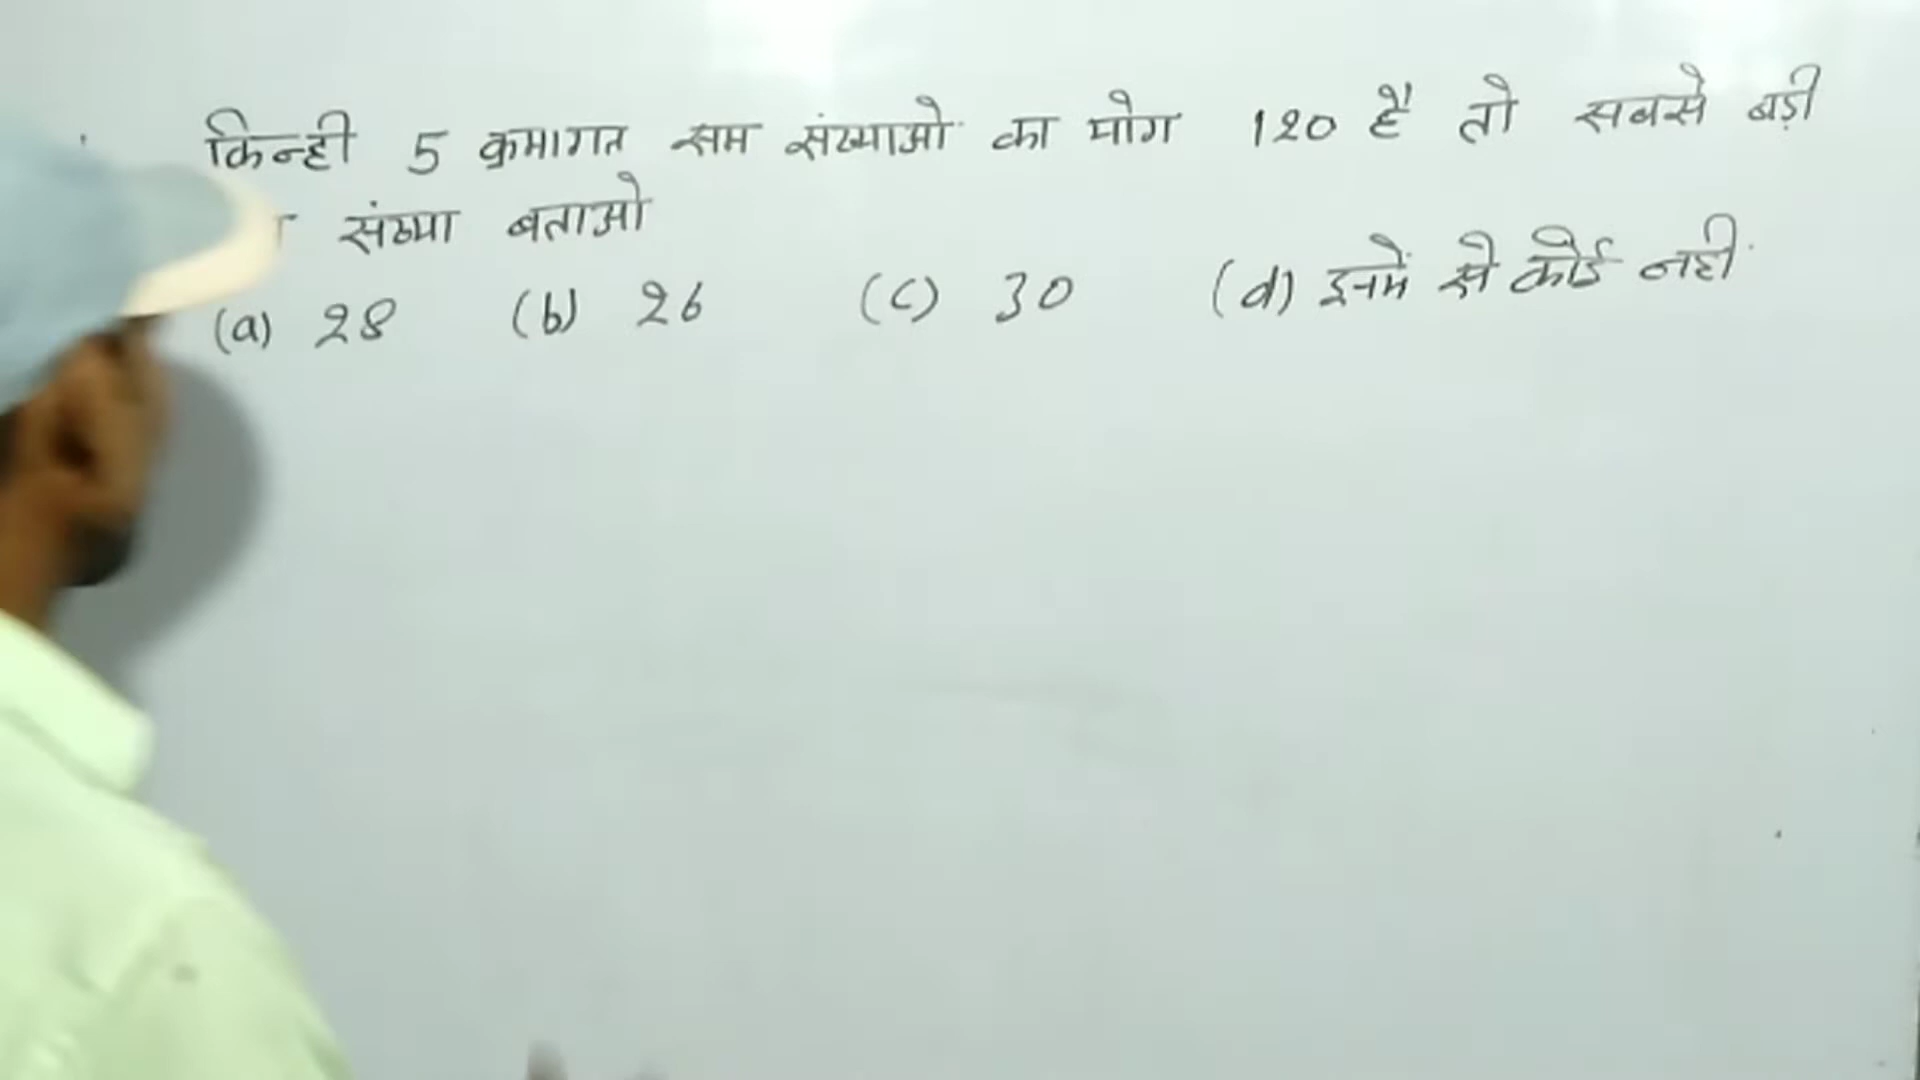 किन्ही 5 क्रमागत सम संख्याओ का योग 120 है तो सबसे बड़ी
संख्या बताओ
(a) 28 (b) 26 (c) 30 (d) इनमें से कोई नही